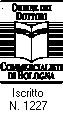 ORDINE DEI
DOTTORI
COMMERCIALISTI
DI BOLOGNA
Iscritto
N. 1227